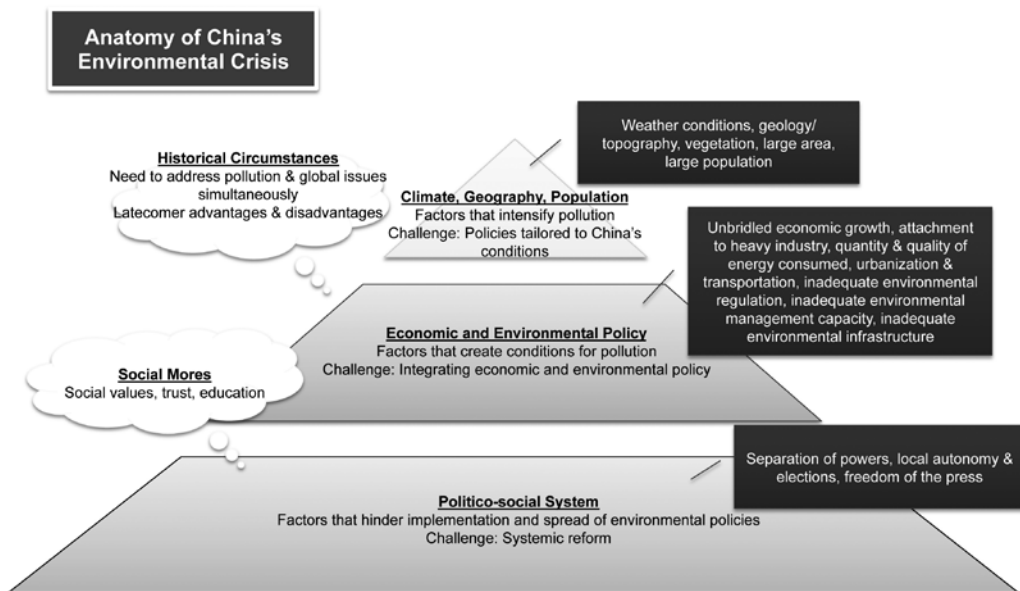 Anatomy of China's
Environmental Crisis
Weather conditions, geology/
topography, vegetation, large area,
large population
Historical Circumstances
Need to address pollution & global issues
simultaneously
Latecomer advantages & disadvantages
Climate, Geography, Population
Factors that intensify pollution
Challenge: Policies tailored to China's
conditions
Unbridled economic growth, attachment
to heavy industry, quantity & quality of
energy consumed, urbanization &
transportation, inadequate environmental
regulation, inadequate environmental
management capacity, inadequate
environmental infrastructure
Economic and Environmental Policy
Factors that create conditions for pollution
Challenge: Integrating economic and environmental policy
Social Mores
Social values, trust, education
Separation of powers, local autonomy &
elections, freedom of the press
Politico-social System
Factors that hinder implementation and spread of environmental policies
Challenge: Systemic reform